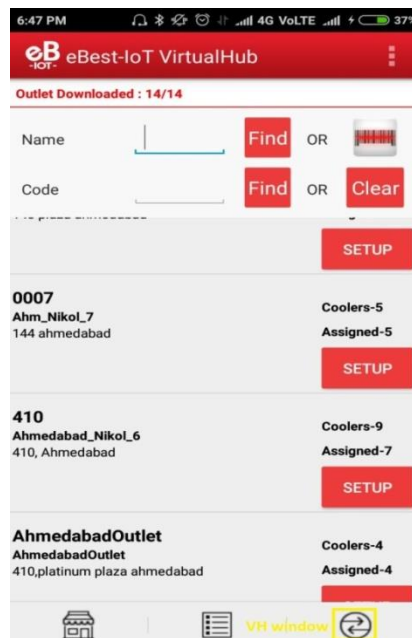 6:47 PM 4G VoLTE 37%
eB -IoT- eBest-IoT VirtualHub
Outlet Downloaded : 14/14
Name Find OR
Code Find OR Clear
SETUP
0007
Ahm_Nikol_7
144 ahmedabad
Coolers-5
Assigned-5
SETUP
410
Ahmedabad_Nikol_6
410, Ahmedabad
Coolers-9
Assigned-7
SETUP
AhmedabadOutlet
AhmedabadOutlet
410,platinum plaza ahmedabad
Coolers-4
Assigned-4
VH window